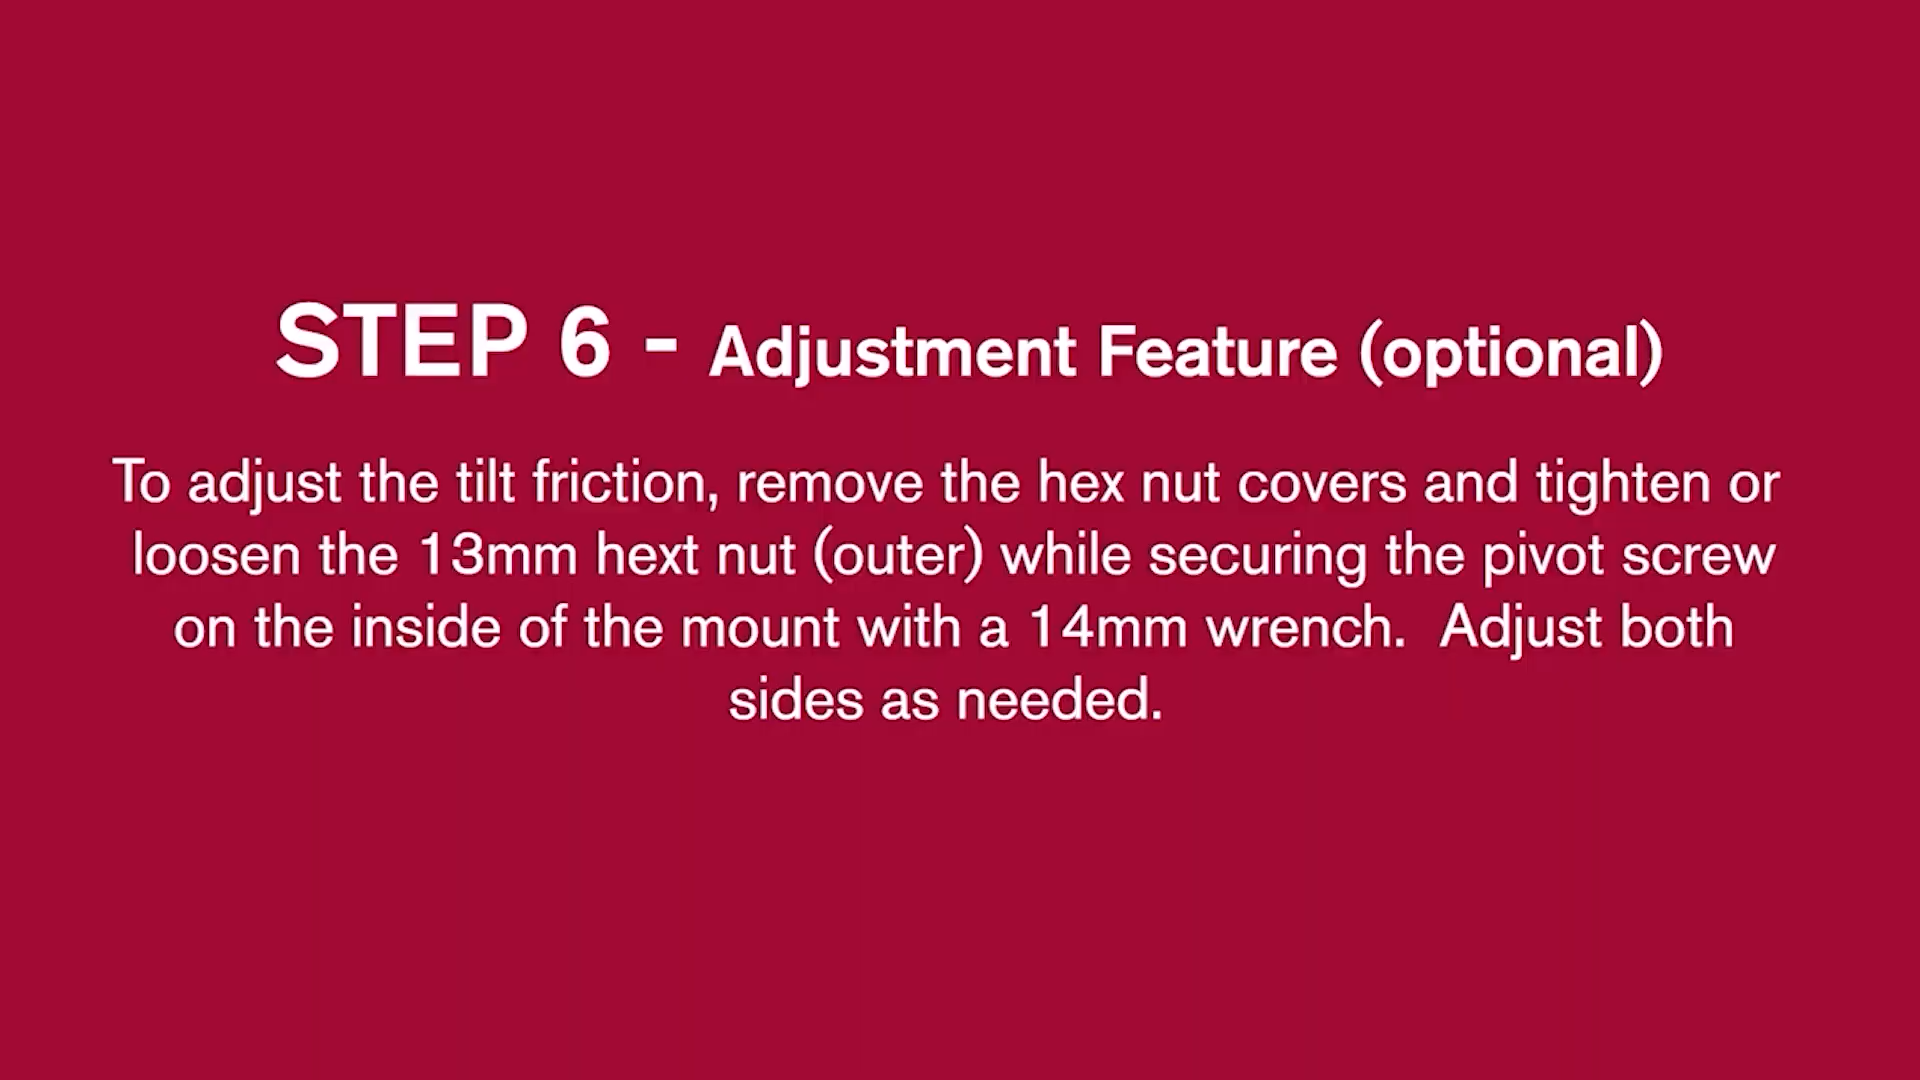 STEP 6 - Adjustment Feature (optional)
To adjust the tilt friction, remove the hex nut covers and tighten or
loosen the 13mm hext nut (outer) while securing the pivot screw
on the inside of the mount with a 14mm wrench.  Adjust both
sides as needed.